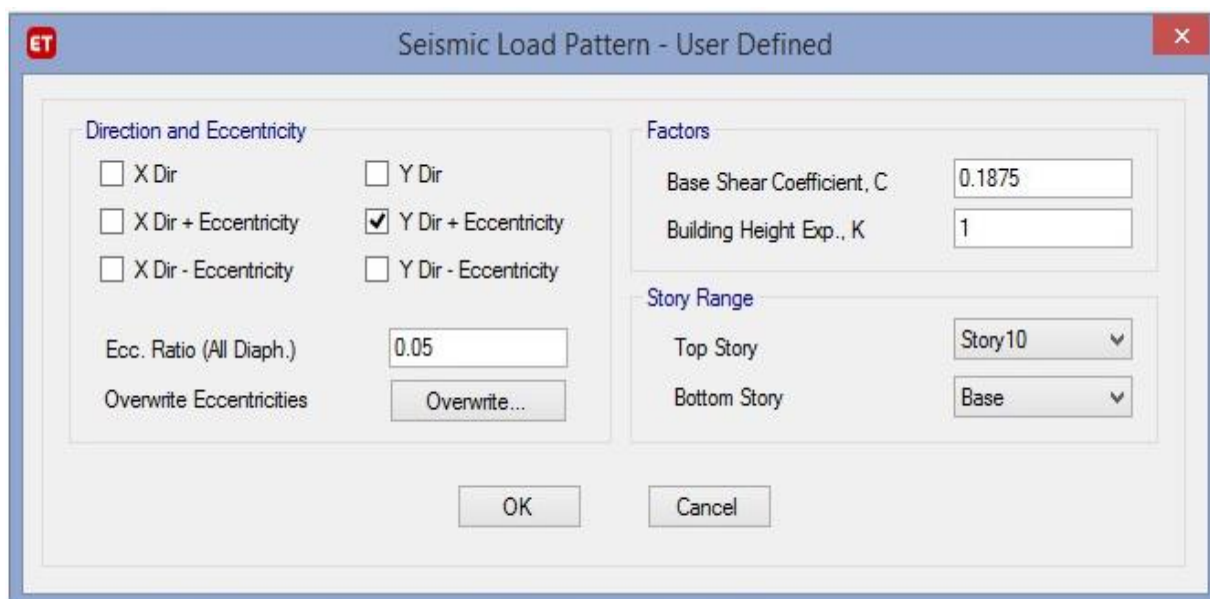 ET
Seismic Load Pattern - User Defined
Direction and Eccentricity
X Dir
Y Dir
X Dir + Eccentricity
Y Dir + Eccentricity
X Dir - Eccentricity
Y Dir - Eccentricity
Ecc. Ratio (All Diaph.)
0.05
Overwrite Eccentricities
Overwrite...
Factors
Base Shear Coefficient, C
0.1875
Building Height Exp., K
1
Story Range
Top Story
Story10
Bottom Story
Base
OK
Cancel